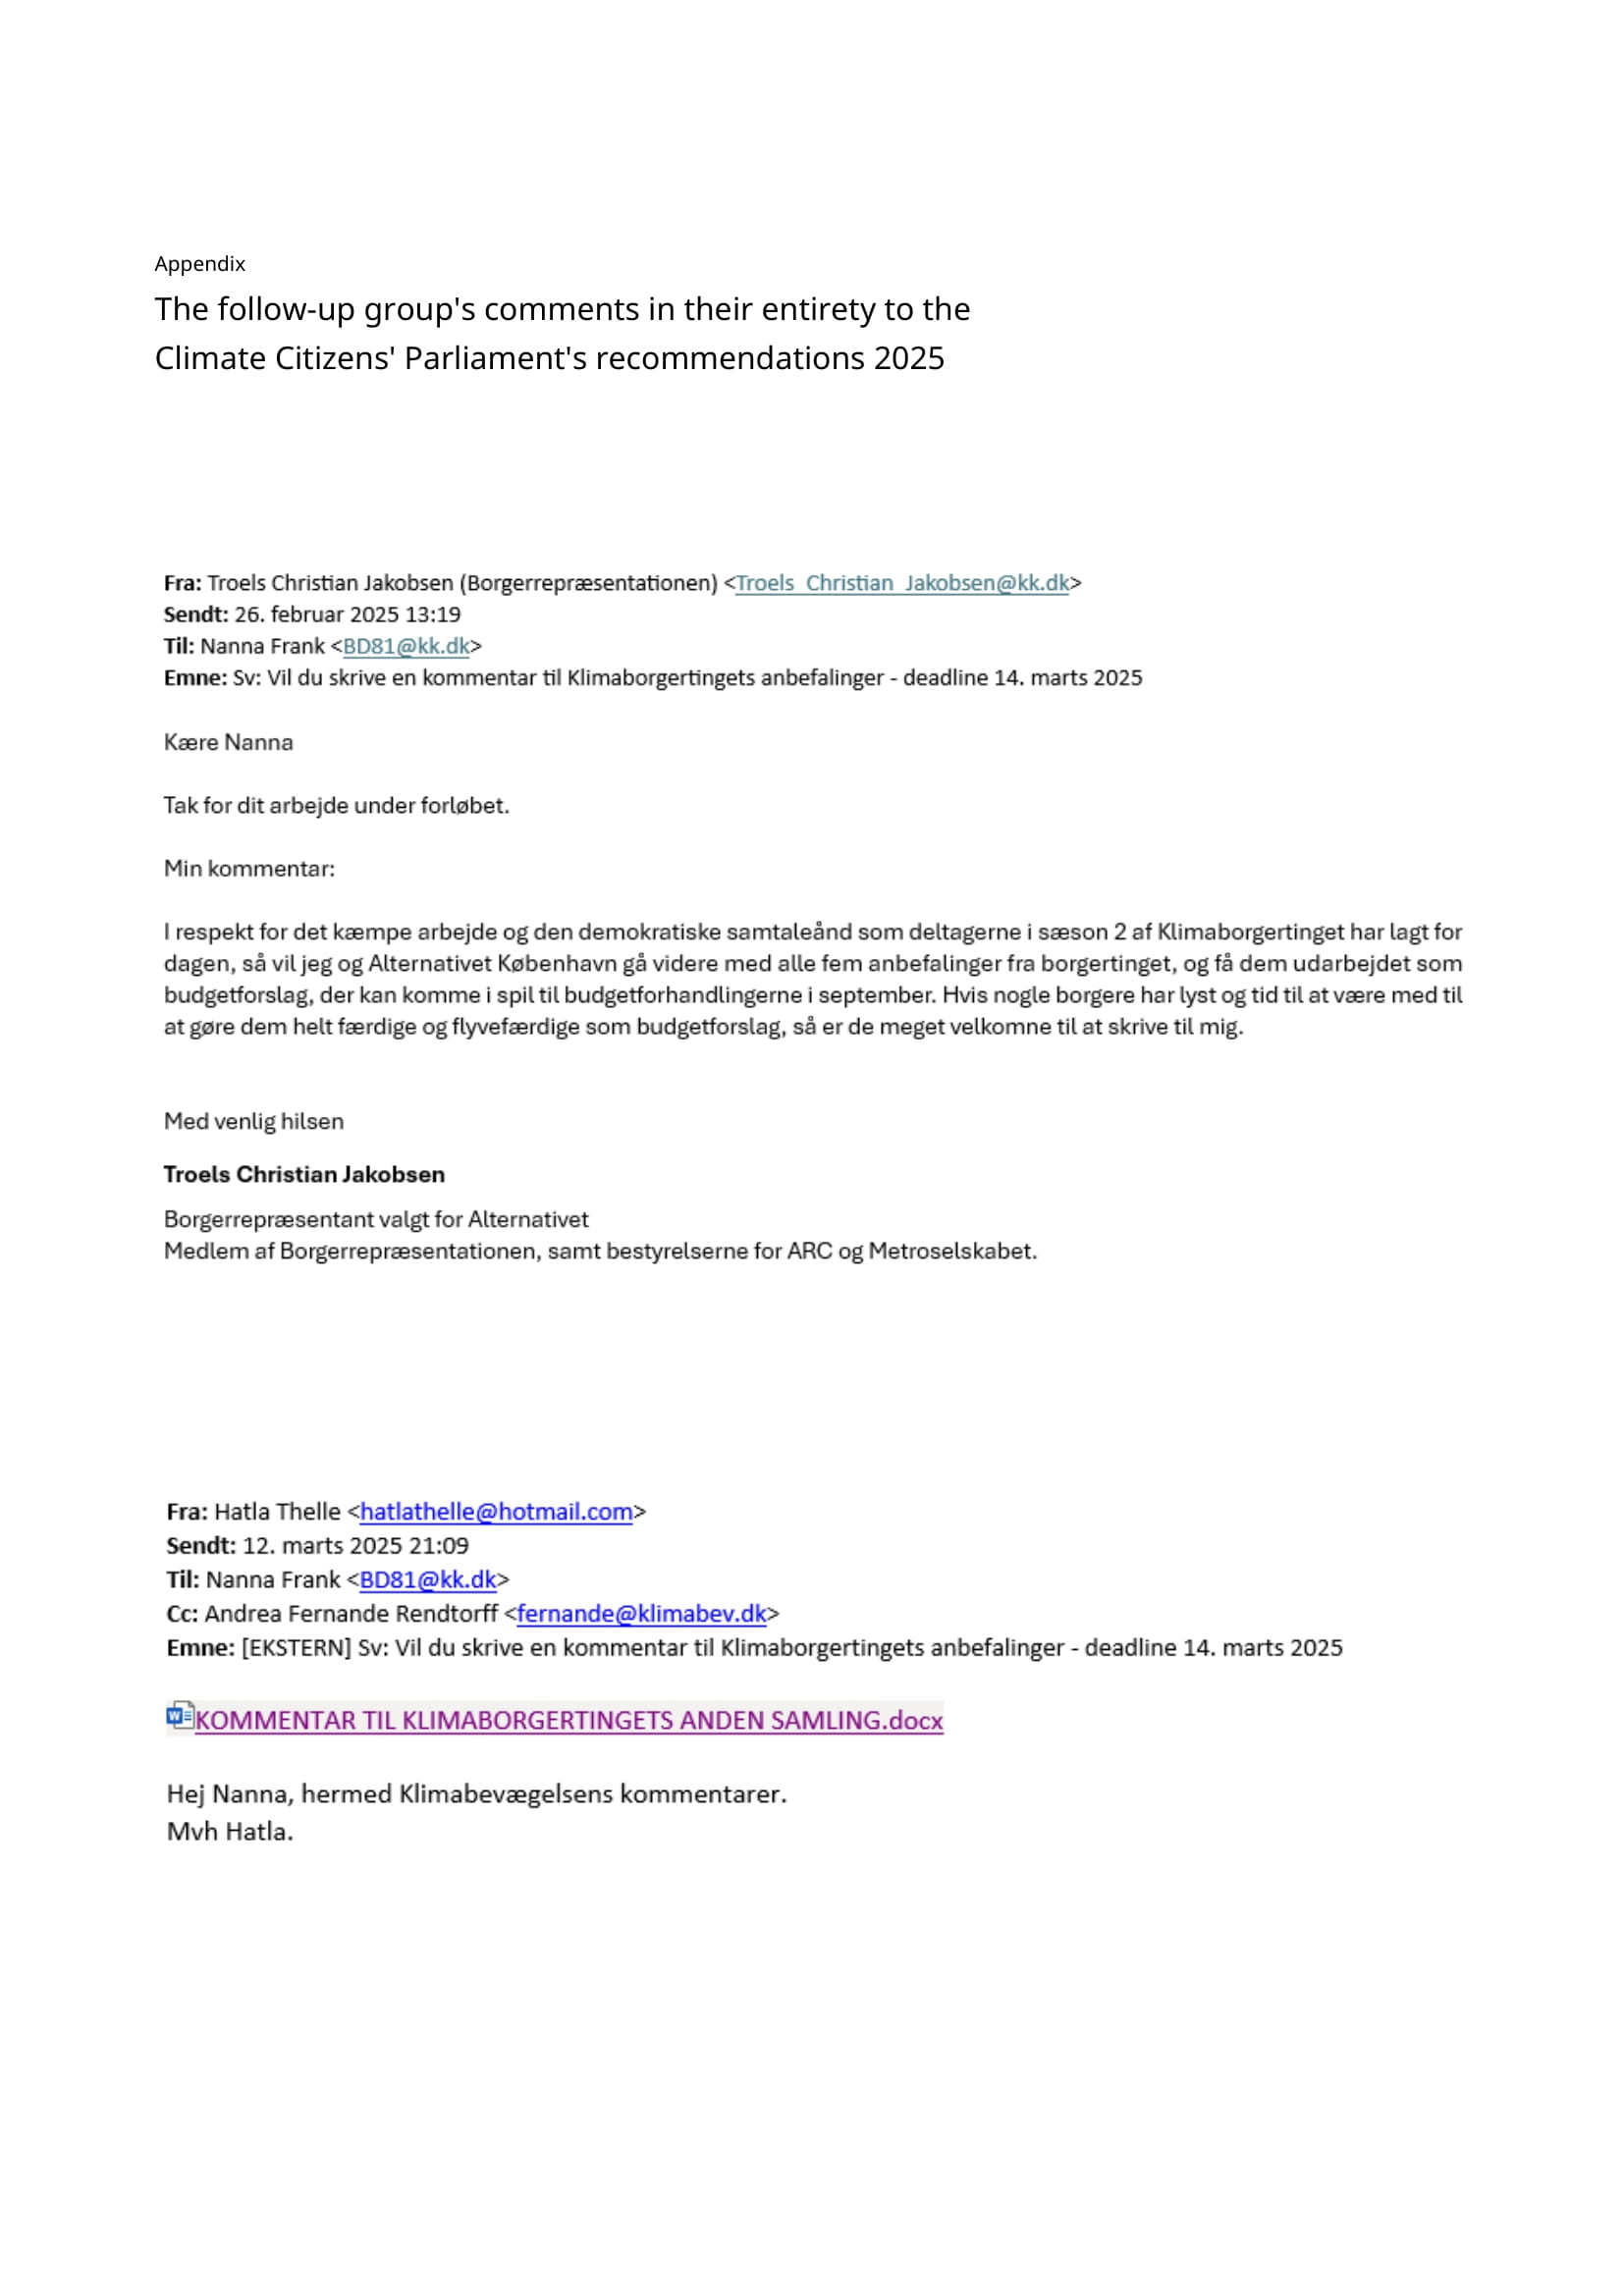 Appendix
The follow-up group's comments in their entirety to the
Climate Citizens' Parliament's recommendations 2025
Fra: Troels Christian Jakobsen (Borgerrepræsentationen) <Troels_Christian_Jakobsen@kk.dk>
Sendt: 26. februar 2025 13:19
Til: Nanna Frank <BD81@kk.dk>
Emne: Sv: Vil du skrive en kommentar til Klimaborgertingets anbefalinger - deadline 14. marts 2025
Kære Nanna
Tak for dit arbejde under forløbet.
Min kommentar:
I respekt for det kæmpe arbejde og den demokratiske samtaleånd som deltagerne i sæson 2 af Klimaborgertinget har lagt for
dagen, så vil jeg og Alternativet København gå videre med alle fem anbefalinger fra borgertinget, og få dem udarbejdet som
budgetforslag, der kan komme i spil til budgetforhandlingerne i september. Hvis nogle borgere har lyst og tid til at være med til
at gøre dem helt færdige og flyvefærdige som budgetforslag, så er de meget velkomne til at skrive til mig.
Med venlig hilsen
Troels Christian Jakobsen
Borgerrepræsentant valgt for Alternativet
Medlem af Borgerrepræsentationen, samt bestyrelserne for ARC og Metroselskabet.
Fra: Hatla Thelle <hatlathelle@hotmail.com>
Sendt: 12. marts 2025 21:09
Til: Nanna Frank <BD81@kk.dk>
Cc: Andrea Fernande Rendtorff <fernande@klimabev.dk>
Emne: [EKSTERN] Sv: Vil du skrive en kommentar til Klimaborgertingets anbefalinger - deadline 14. marts 2025
KOMMENTAR TIL KLIMABORGERTINGETS ANDEN SAMLING.docx
Hej Nanna, hermed Klimabevægelsens kommentarer.
Mvh Hatla.